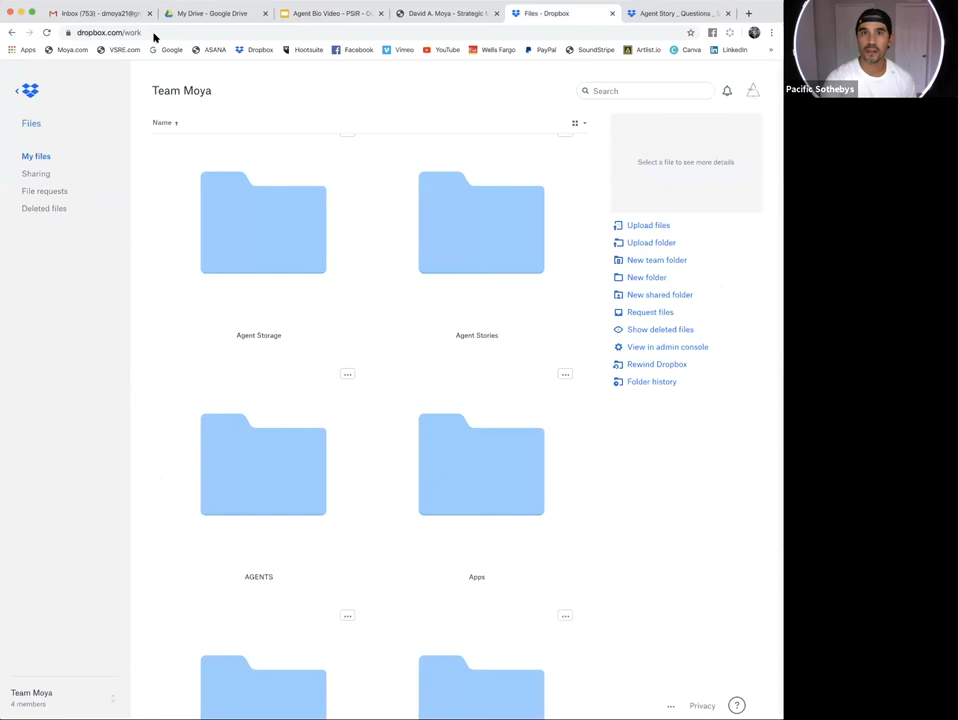 Inbox (753) - dmoya21@gm
My Drive - Google Drive
Agent Bio Video - PSIR - G
David A. Moya - Strategic M
Files - Dropbox
Agent Story _ Questions _ S
dropbox.com/work
Apps
Moya.com
VSRE.com
Google
ASANA
Dropbox
Hootsuite
Facebook
Vimeo
YouTube
Wells Fargo
PayPal
SoundStripe
Artlist.io
Canva
LinkedIn
»
Pacific Sothebys
Team Moya
Search
Files
Name
Select a file to see more details
My files
Sharing
File requests
Deleted files
Upload files
Upload folder
New team folder
New folder
New shared folder
Request files
Show deleted files
View in admin console
Rewind Dropbox
Folder history
Agent Storage
Agent Stories
AGENTS
Apps
Team Moya
4 members
Privacy
?